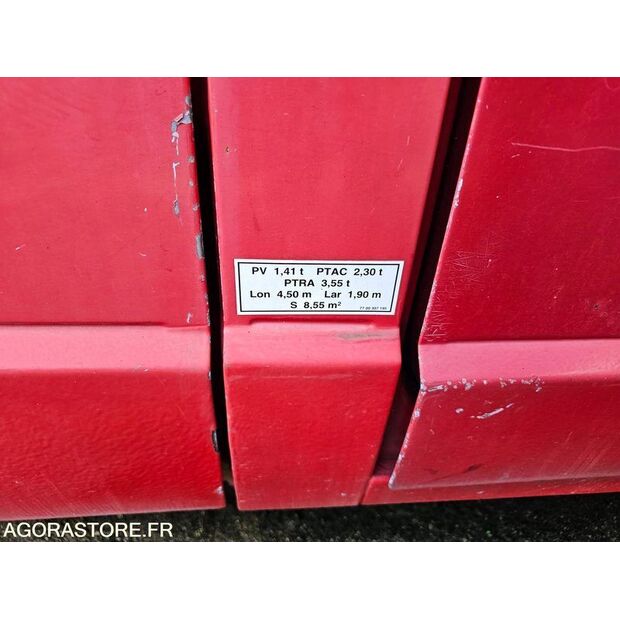 PV 1,41 t PTAC 2,30 t
PTRA 3,55 t
Lon 4,50 m Lar 1,90 m
S 8,55 m²
AGORASTORE.FR